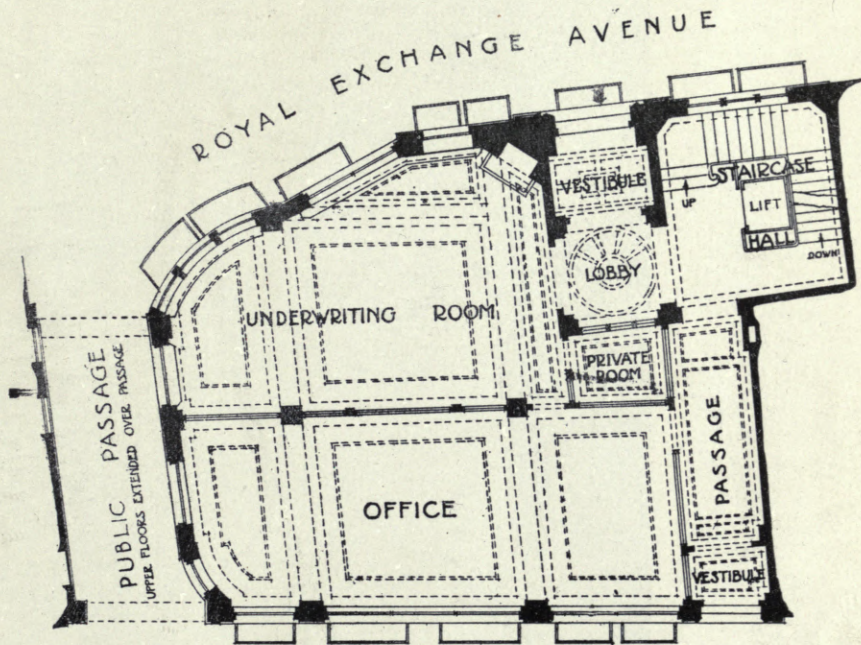 ROYAL EXCHANGE AVENUE
VESTIBULE
STAIRCASE
UP
LIFT
HALL
DOWN
LOBBY
UNDERWRITING ROOM
PRIVATE
ROOM
PUBLIC PASSAGE
UPPER FLOORS EXTENDED OVER PASSAGE
PASSAGE
OFFICE
VESTIBULE